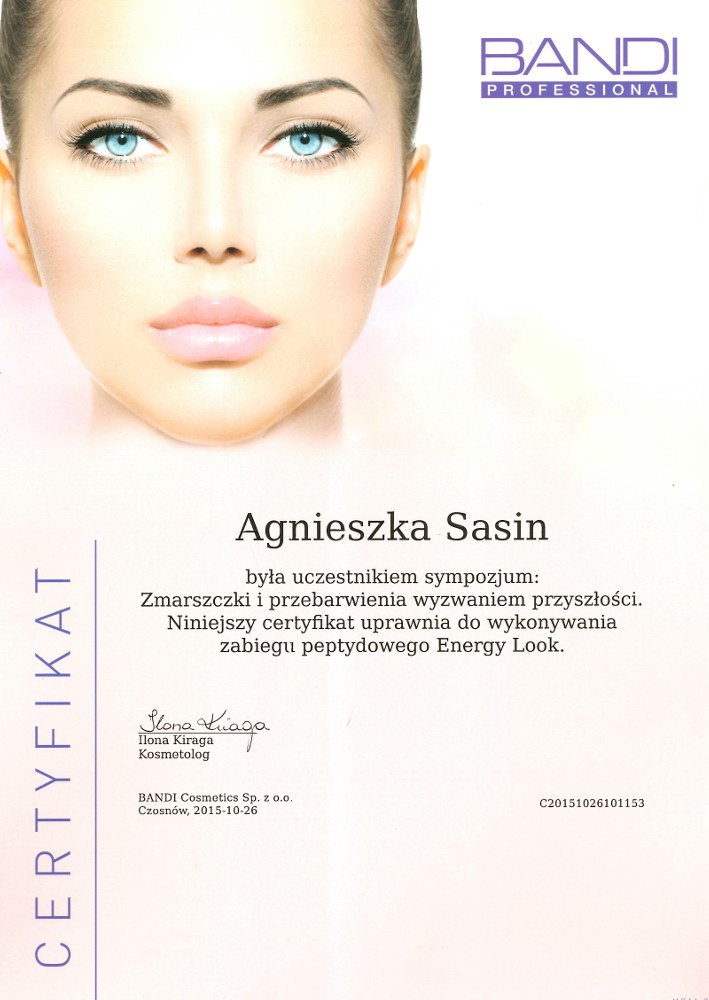 BANDI
PROFESSIONAL
CERTYFIKAT
Agnieszka Sasin
była uczestnikiem sympozjum:
Zmarszczki i przebarwienia wyzwaniem przyszłości.
Niniejszy certyfikat uprawnia do wykonywania
zabiegu peptydowego Energy Look.
Ilona Kiraga
Ilona Kiraga
Kosmetolog
BANDI Cosmetics Sp. z o.o.
Czosnów, 2015-10-26
C20151026101153